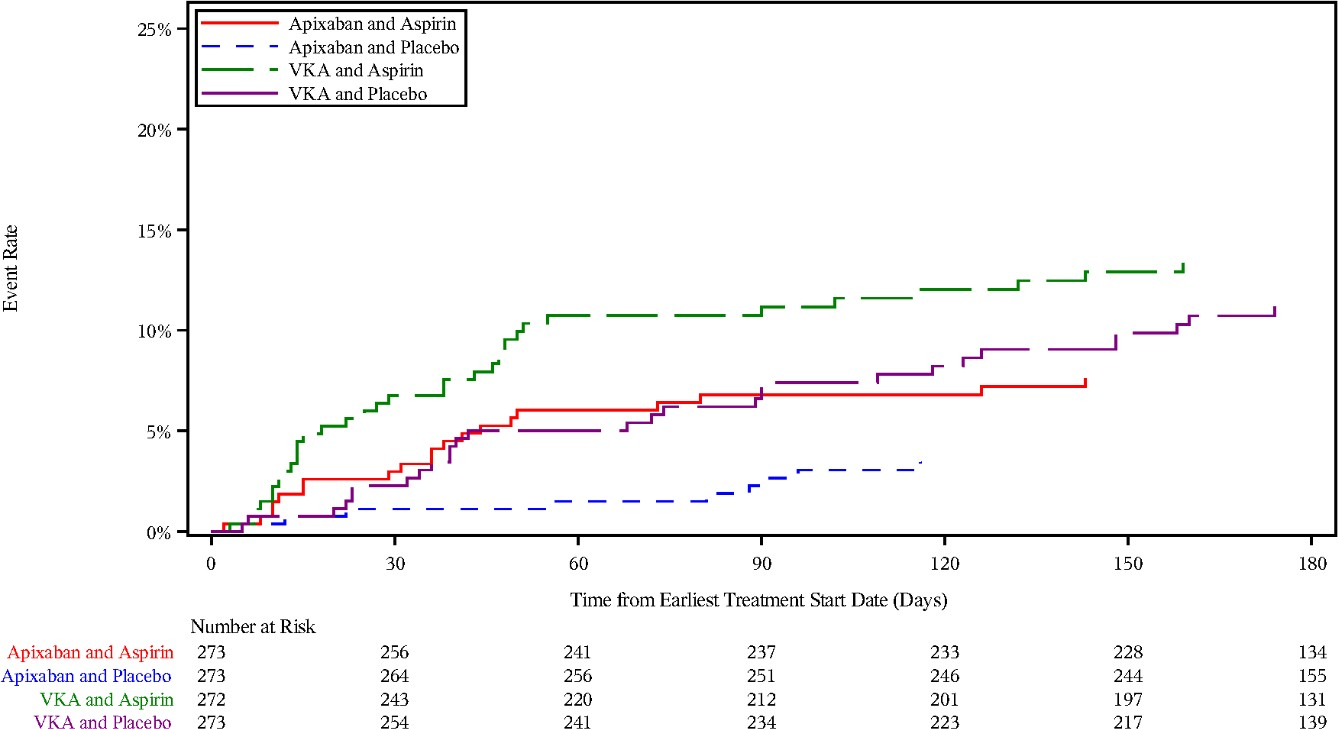 25%
20%
15%
10%
5%
0%
Event Rate
Apixaban and Aspirin
Apixaban and Placebo
VKA and Aspirin
VKA and Placebo
0 30 60 90 120 150 180
Time from Earliest Treatment Start Date (Days)
Number at Risk
Apixaban and Aspirin 273 256 241 237 233 228 134
Apixaban and Placebo 273 264 256 251 246 244 155
VKA and Aspirin 272 243 220 212 201 197 131
VKA and Placebo 273 254 241 234 223 217 139